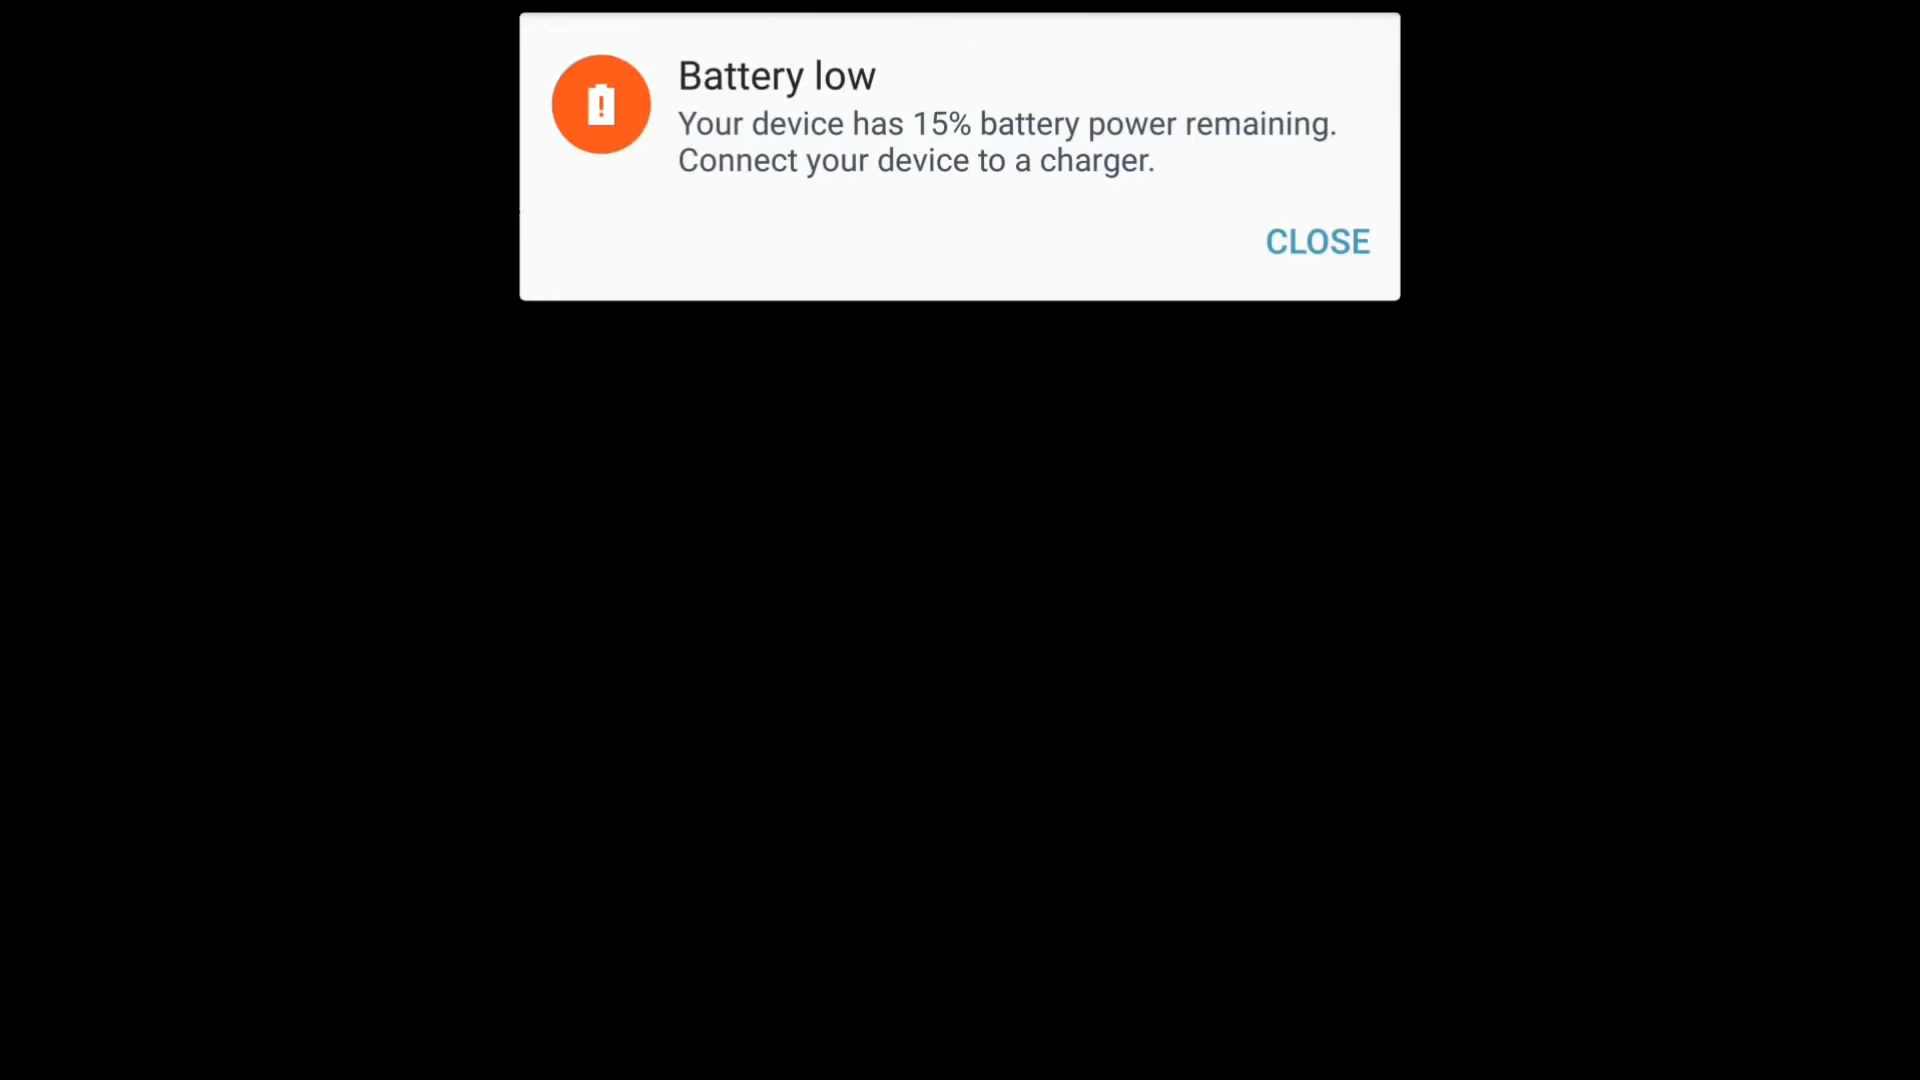 Battery low
Your device has 15% battery power remaining.
Connect your device to a charger.
CLOSE